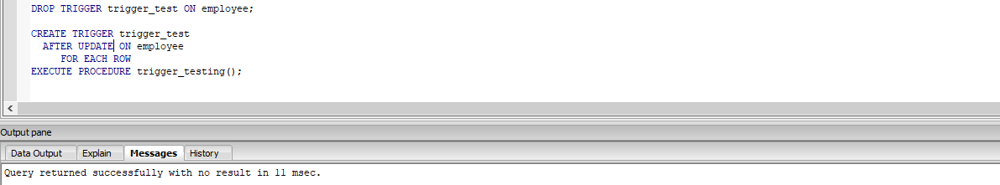 DROP TRIGGER trigger_test ON employee;
CREATE TRIGGER trigger_test
AFTER UPDATE ON employee
FOR EACH ROW
EXECUTE PROCEDURE trigger_testing();
Output pane
Data Output Explain Messages History
Query returned successfully with no result in 11 msec.